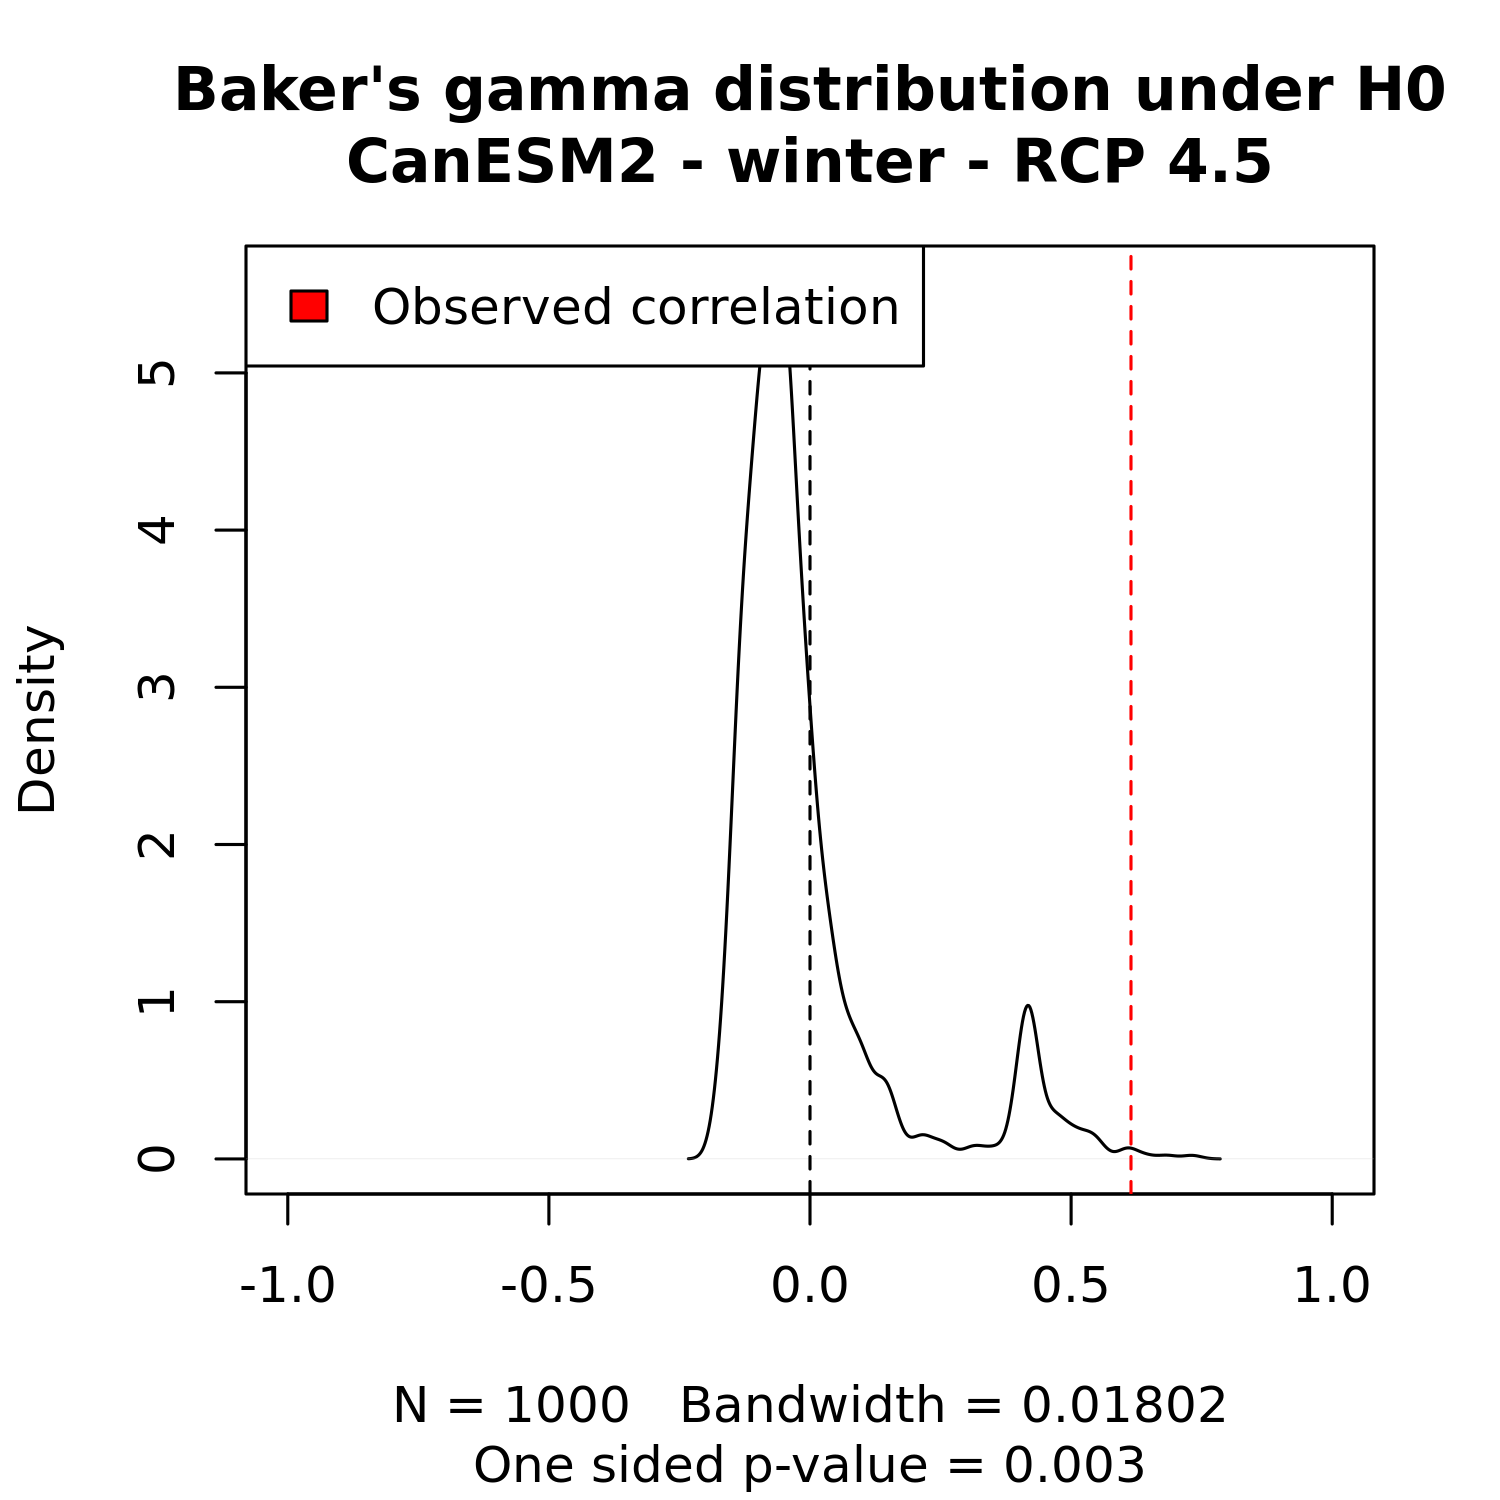 Baker's gamma distribution under H0
CanESM2 - winter - RCP 4.5
Observed correlation
Density
5
4
3
2
1
0
-1.0 -0.5 0.0 0.5 1.0
N = 1000 Bandwidth = 0.01802
One sided p-value = 0.003